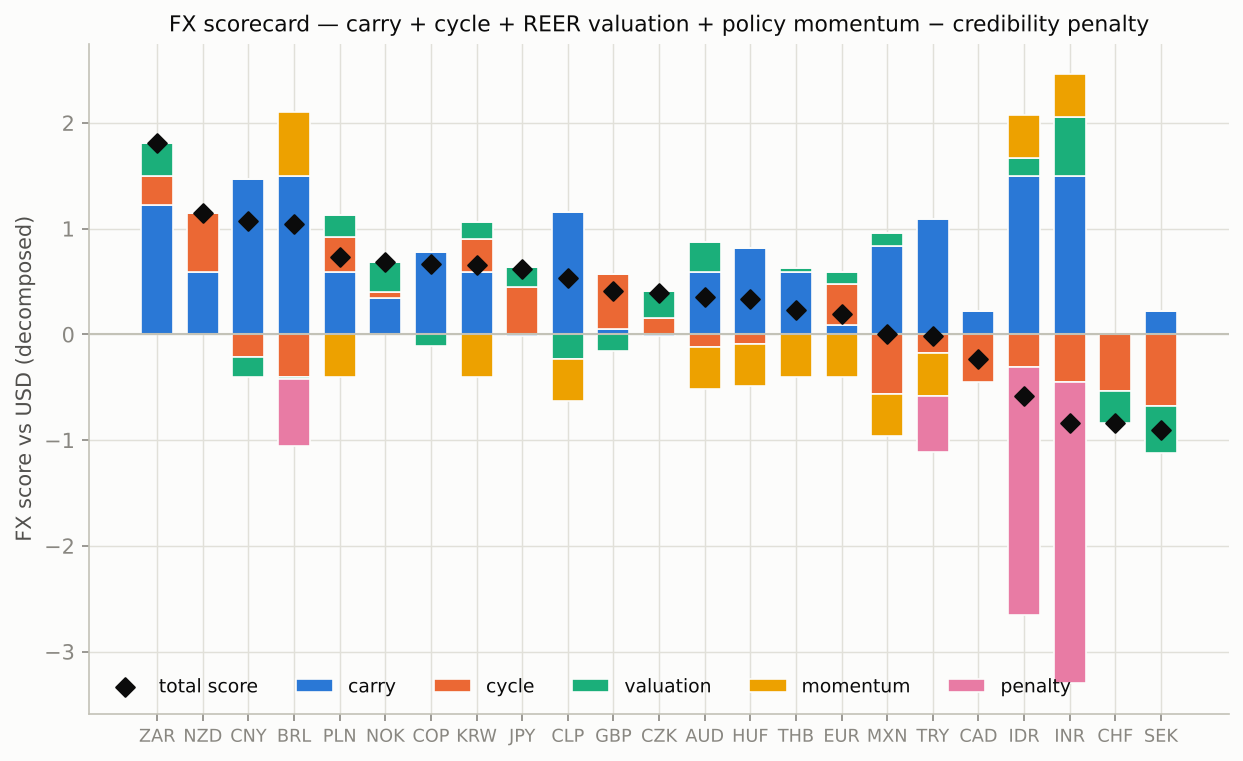 FX scorecard — carry + cycle + REER valuation + policy momentum − credibility penalty
FX score vs USD (decomposed)
2
1
0
−1
−2
−3
total score carry cycle valuation momentum penalty
ZAR NZD CNY BRL PLN NOK COP KRW JPY CLP GBP CZK AUD HUF THB EUR MXN TRY CAD IDR INR CHF SEK